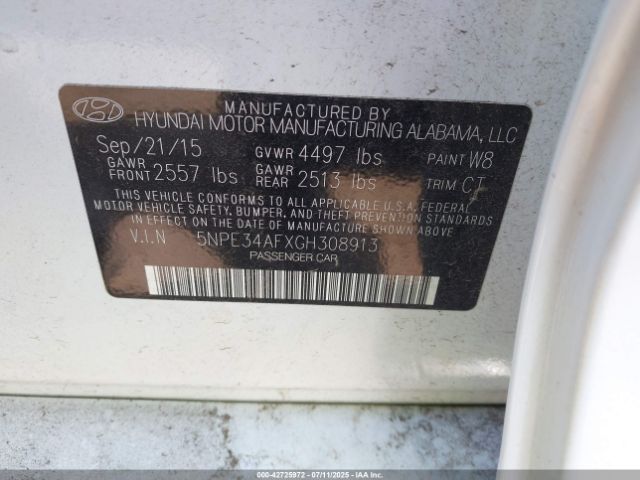 MANUFACTURED BY
HYUNDAI MOTOR MANUFACTURING ALABAMA, LLC
Sep/21/15 GVWR 4497 lbs PAINT W8
GAWR FRONT 2557 lbs GAWR REAR 2513 lbs TRIM CT
THIS VEHICLE CONFORMS TO ALL APPLICABLE U.S.A. FEDERAL
MOTOR VEHICLE SAFETY, BUMPER, AND THEFT PREVENTION STANDARDS
IN EFFECT ON THE DATE OF MANUFACTURE SHOWN ABOVE.
V.I.N 5NPE34AFXGH308913
PASSENGER CAR
000-42725972 - 07/11/2025 - IAAI.COM